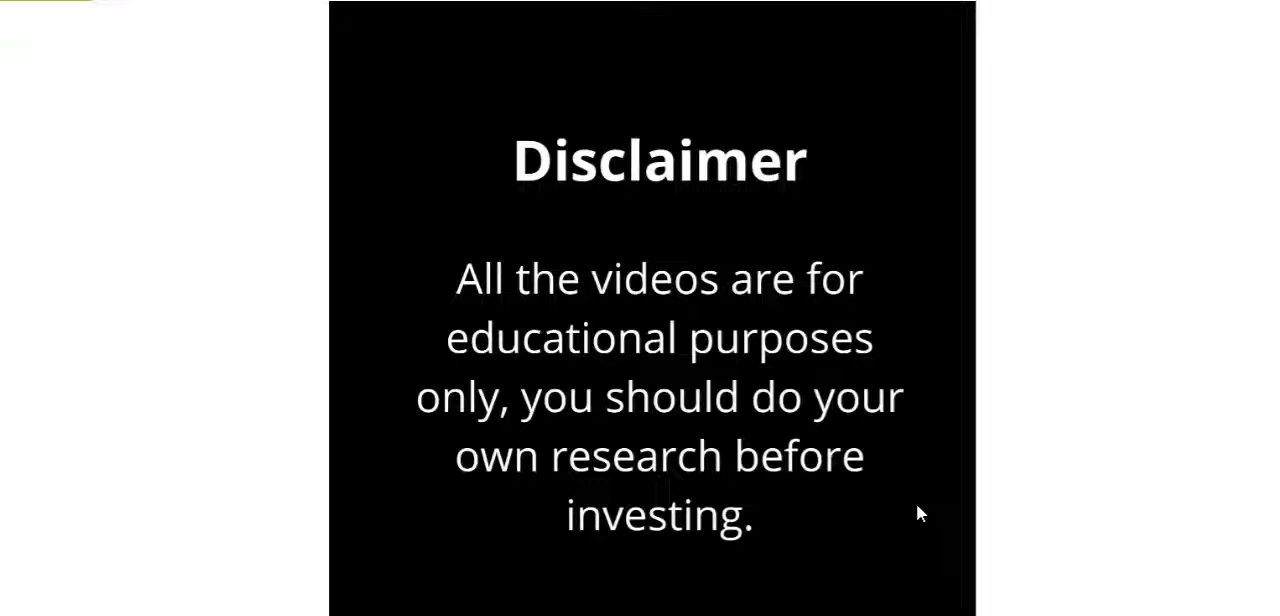 Disclaimer
All the videos are for
educational purposes
only, you should do your
own research before
investing.